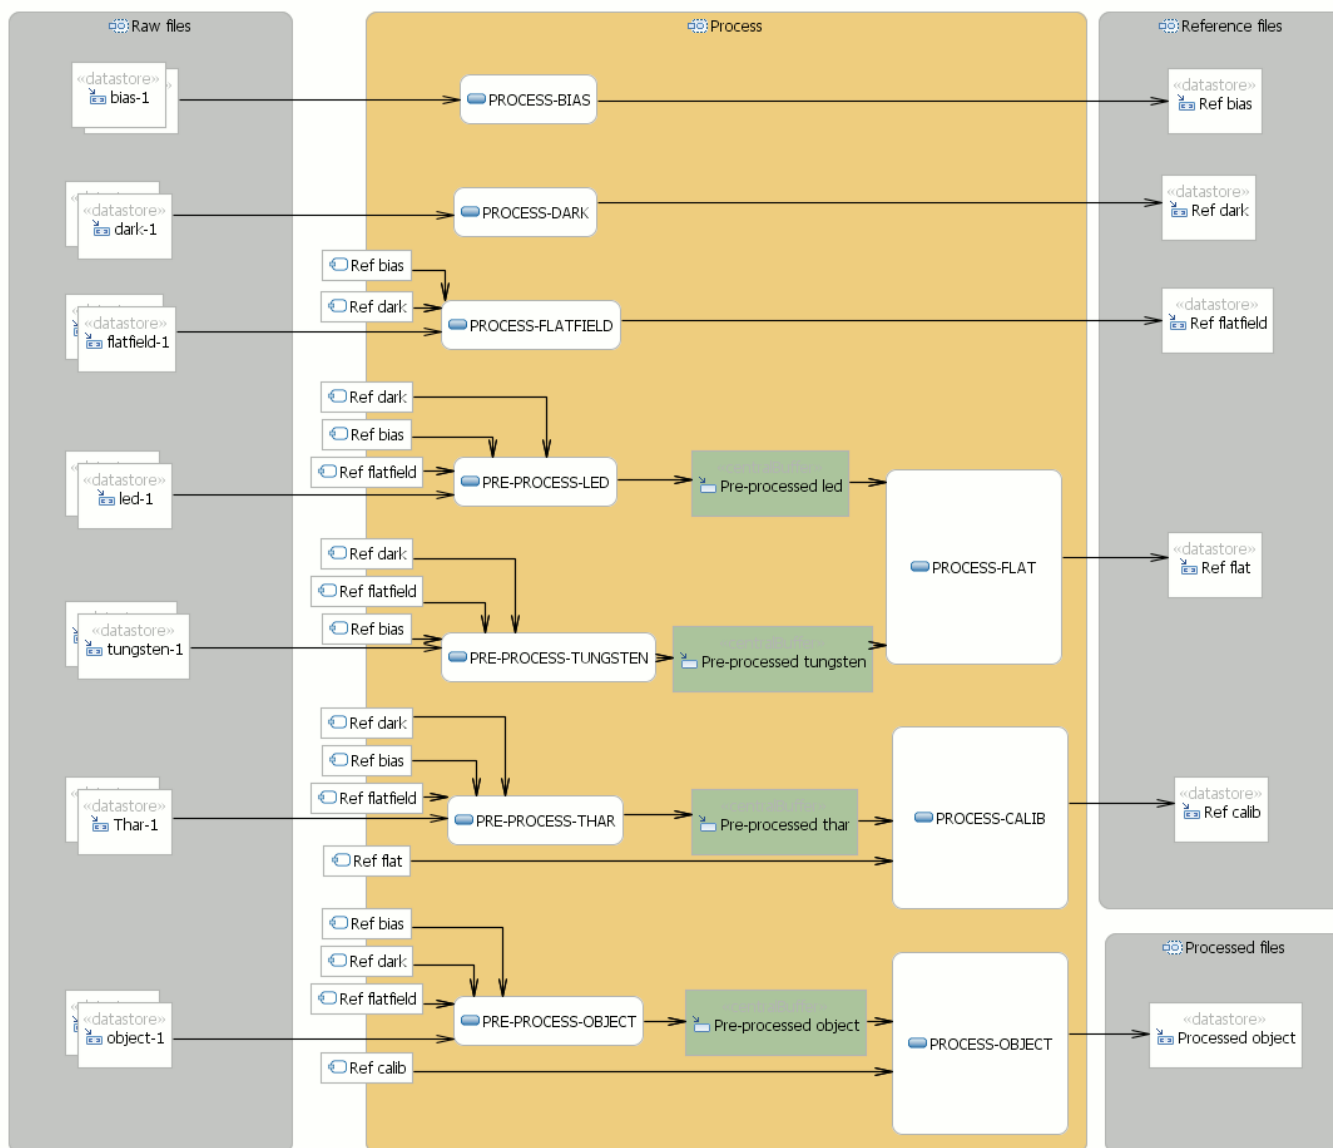 Raw files
Process
Reference files
«datastore»
bias-1
PROCESS-BIAS
«datastore»
Ref bias
«datastore»
dark-1
PROCESS-DARK
«datastore»
Ref dark
Ref bias
Ref dark
«datastore»
flatfield-1
PROCESS-FLATFIELD
«datastore»
Ref flatfield
Ref dark
Ref bias
Ref flatfield
«datastore»
led-1
PRE-PROCESS-LED
Pre-processed led
PROCESS-FLAT
«datastore»
Ref flat
Ref dark
Ref flatfield
Ref bias
«datastore»
tungsten-1
PRE-PROCESS-TUNGSTEN
Pre-processed tungsten
Ref dark
Ref bias
Ref flatfield
«datastore»
Thar-1
PRE-PROCESS-THAR
Pre-processed thar
PROCESS-CALIB
«datastore»
Ref calib
Ref flat
Ref bias
Ref dark
Ref flatfield
«datastore»
object-1
PRE-PROCESS-OBJECT
Pre-processed object
PROCESS-OBJECT
Ref calib
Processed files
«datastore»
Processed object